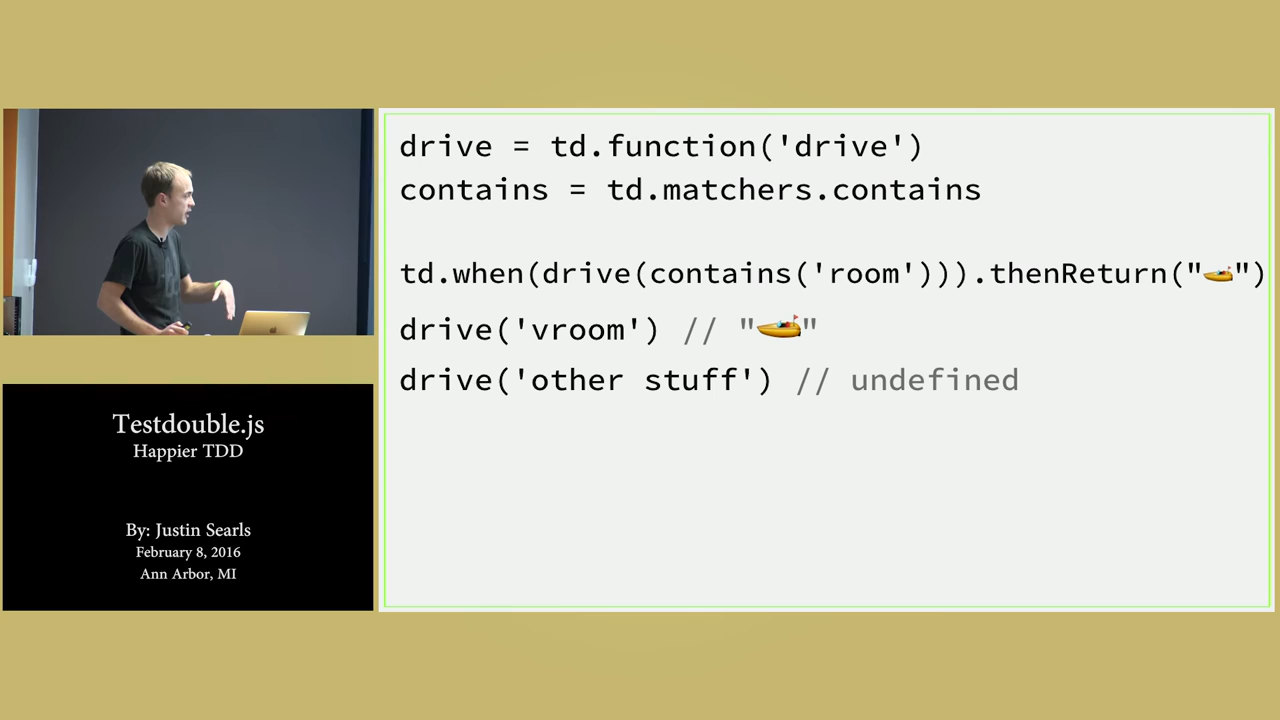 drive = td.function('drive')
contains = td.matchers.contains
td.when(drive(contains('room'))).thenReturn("🚤")
drive('vroom') // "🚤"
drive('other stuff') // undefined
Testdouble.js
Happier TDD
By: Justin Searls
February 8, 2016
Ann Arbor, MI